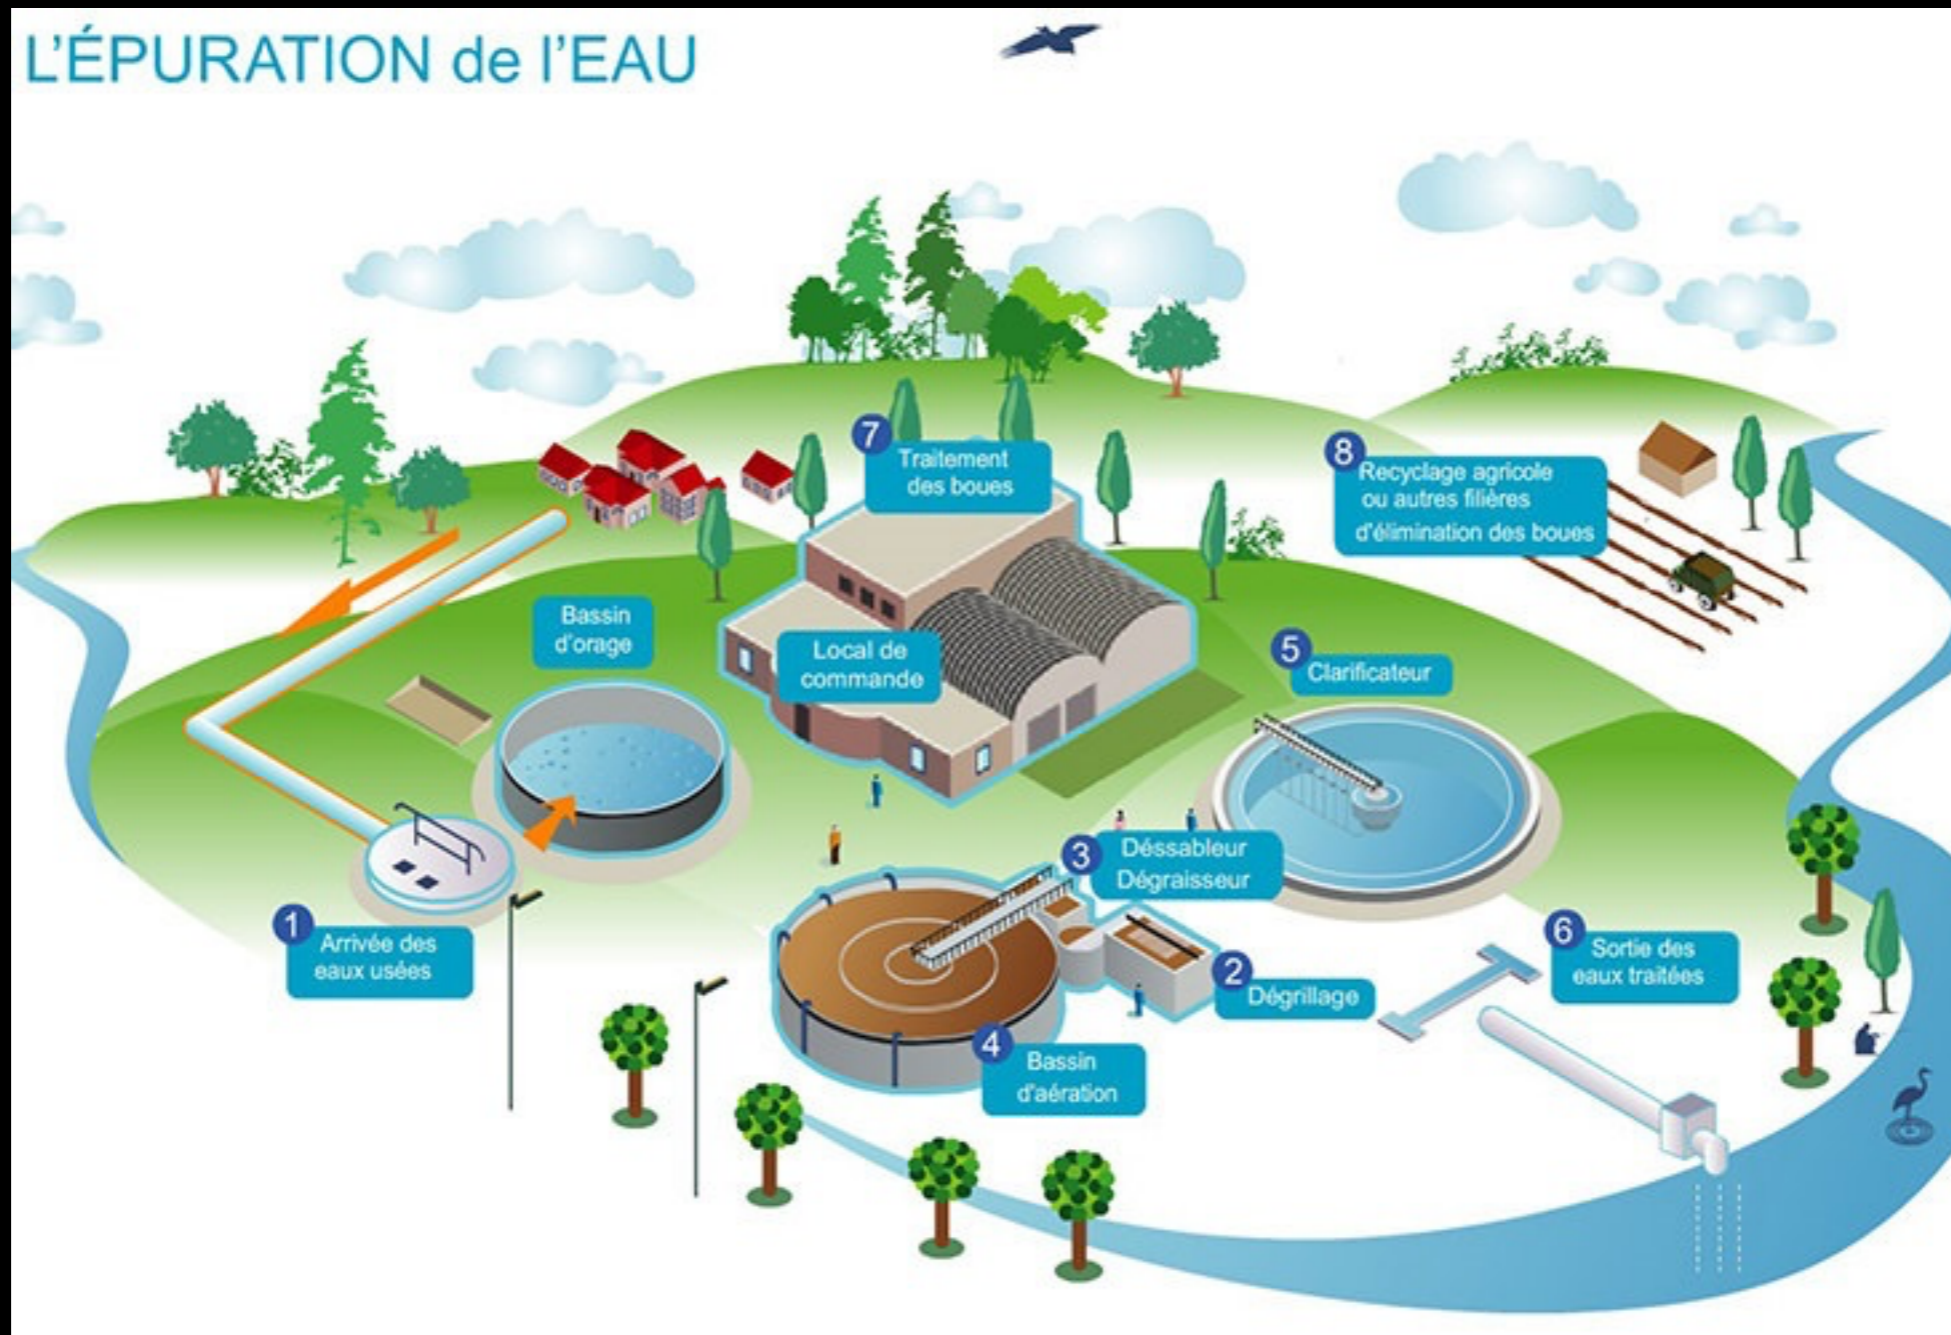 L'ÉPURATION de l'EAU
7
Traitement
des boues
8
Recyclage agricole
ou autres filières
d'élimination des boues
Bassin
d'orage
Local de
commande
5
Clarificateur
3
Déssableur
Dégraisseur
1
Arrivée des
eaux usées
6
Sortie des
eaux traitées
2
Dégrillage
4
Bassin
d'aération